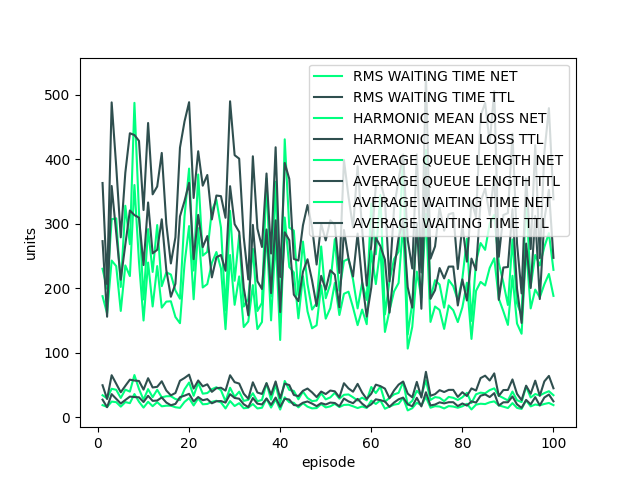 RMS WAITING TIME NET
RMS WAITING TIME TTL
HARMONIC MEAN LOSS NET
HARMONIC MEAN LOSS TTL
AVERAGE QUEUE LENGTH NET
AVERAGE QUEUE LENGTH TTL
AVERAGE WAITING TIME NET
AVERAGE WAITING TIME TTL
500
400
300
200
100
0
units
0 20 40 60 80 100
episode